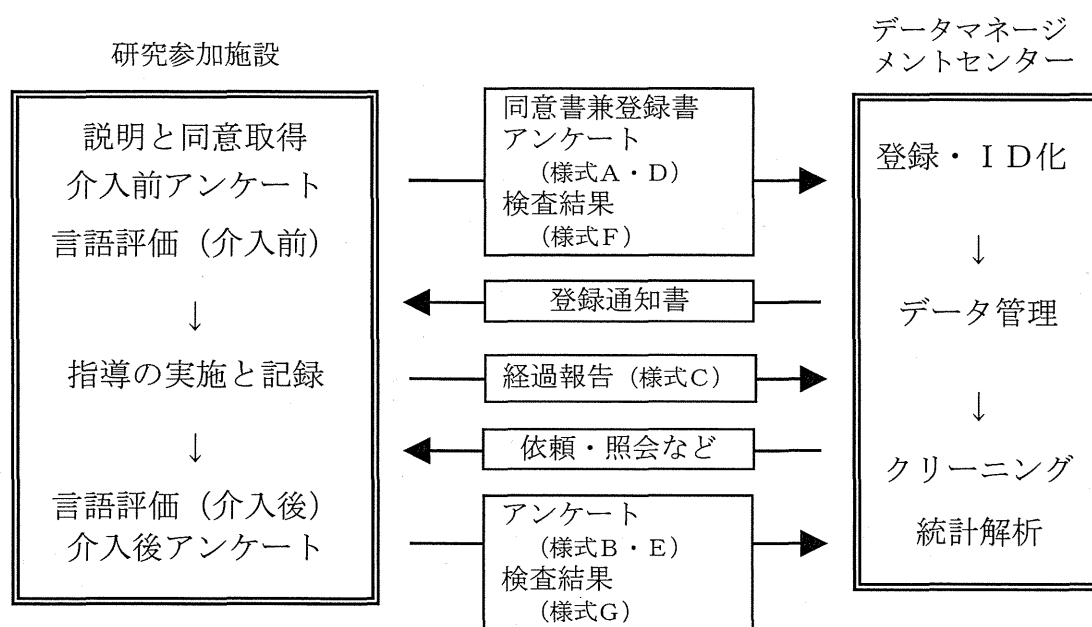 研究参加施設
説明と同意取得
介入前アンケート
言語評価（介入前）
↓
指導の実施と記録
↓
言語評価（介入後）
介入後アンケート
同意書兼登録書
アンケート
（様式Ａ・Ｄ）
検査結果
（様式Ｆ）
登録通知書
経過報告（様式Ｃ）
依頼・照会など
アンケート
（様式Ｂ・Ｅ）
検査結果
（様式Ｇ）
データマネージ
メントセンター
登録・ＩＤ化
↓
データ管理
↓
クリーニング
統計解析